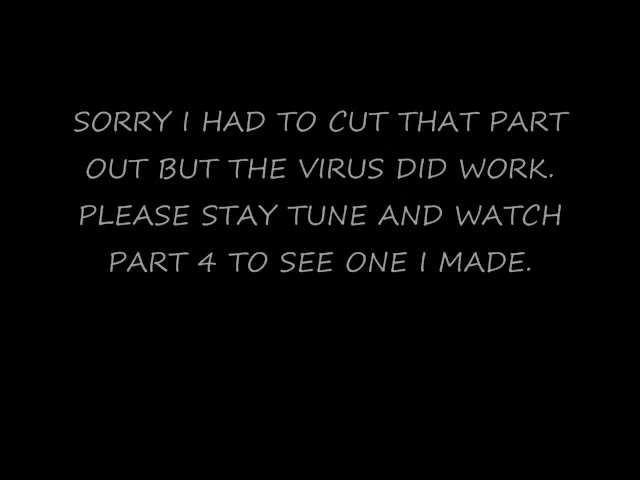 SORRY I HAD TO CUT THAT PART
OUT BUT THE VIRUS DID WORK.
PLEASE STAY TUNE AND WATCH
PART 4 TO SEE ONE I MADE.